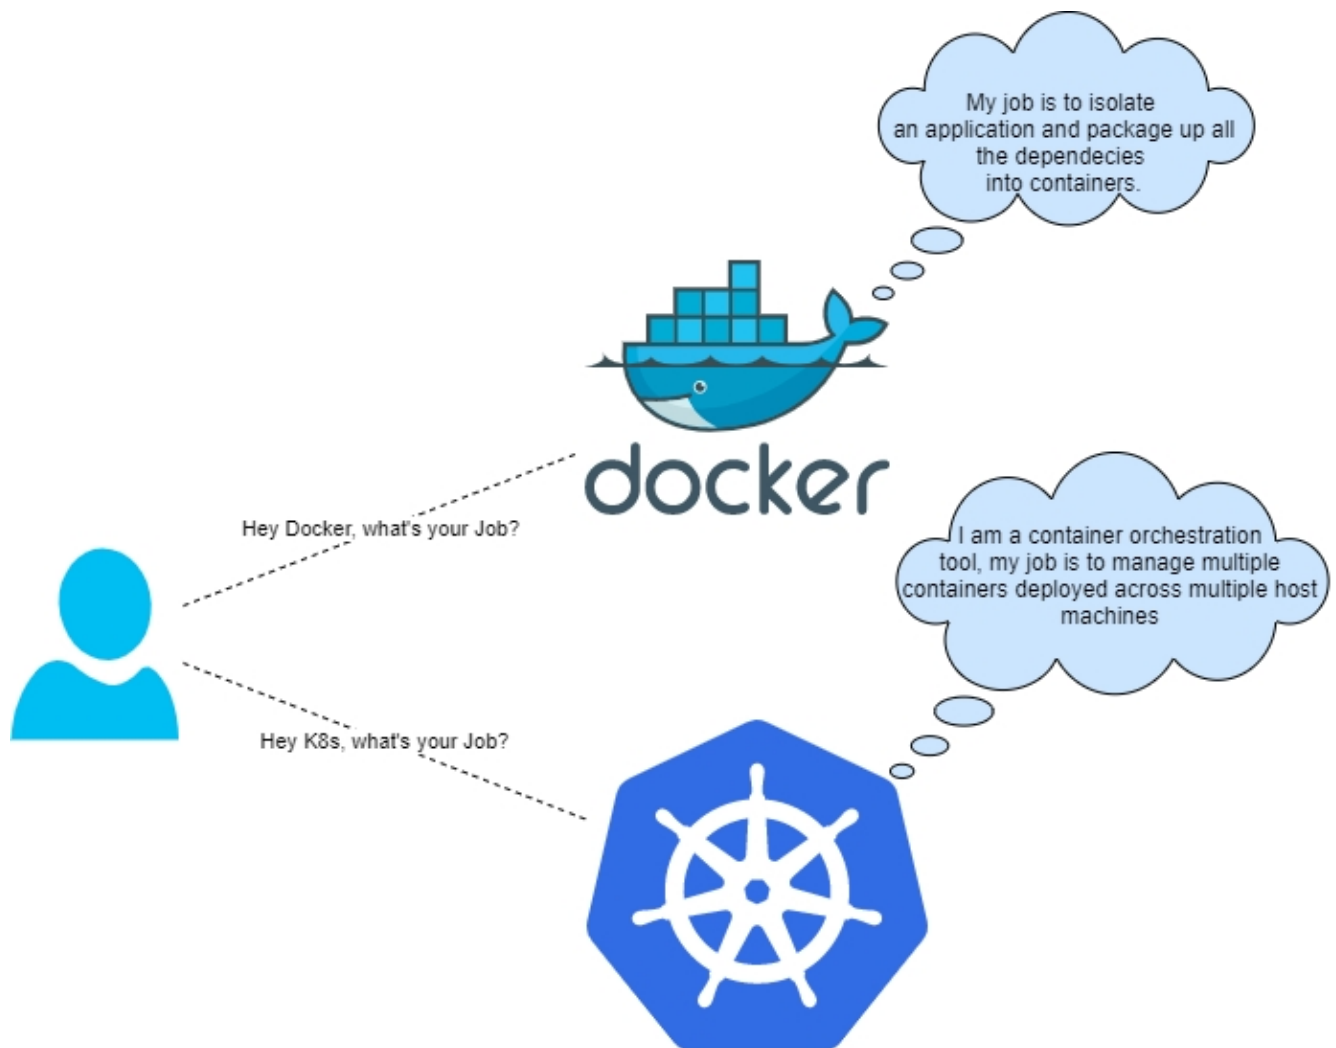 My job is to isolate
an application and package up all
the dependecies
into containers.
docker
Hey Docker, what's your Job?
I am a container orchestration
tool, my job is to manage multiple
containers deployed across multiple host
machines
Hey K8s, what's your Job?